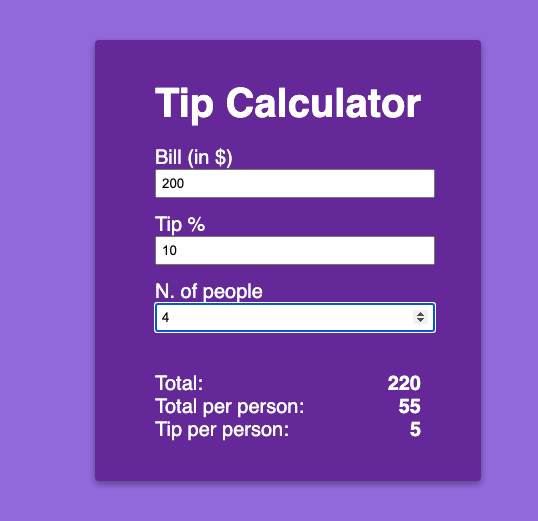 Tip Calculator
Bill (in $)
200
Tip %
10
N. of people
4
Total: 220
Total per person: 55
Tip per person: 5